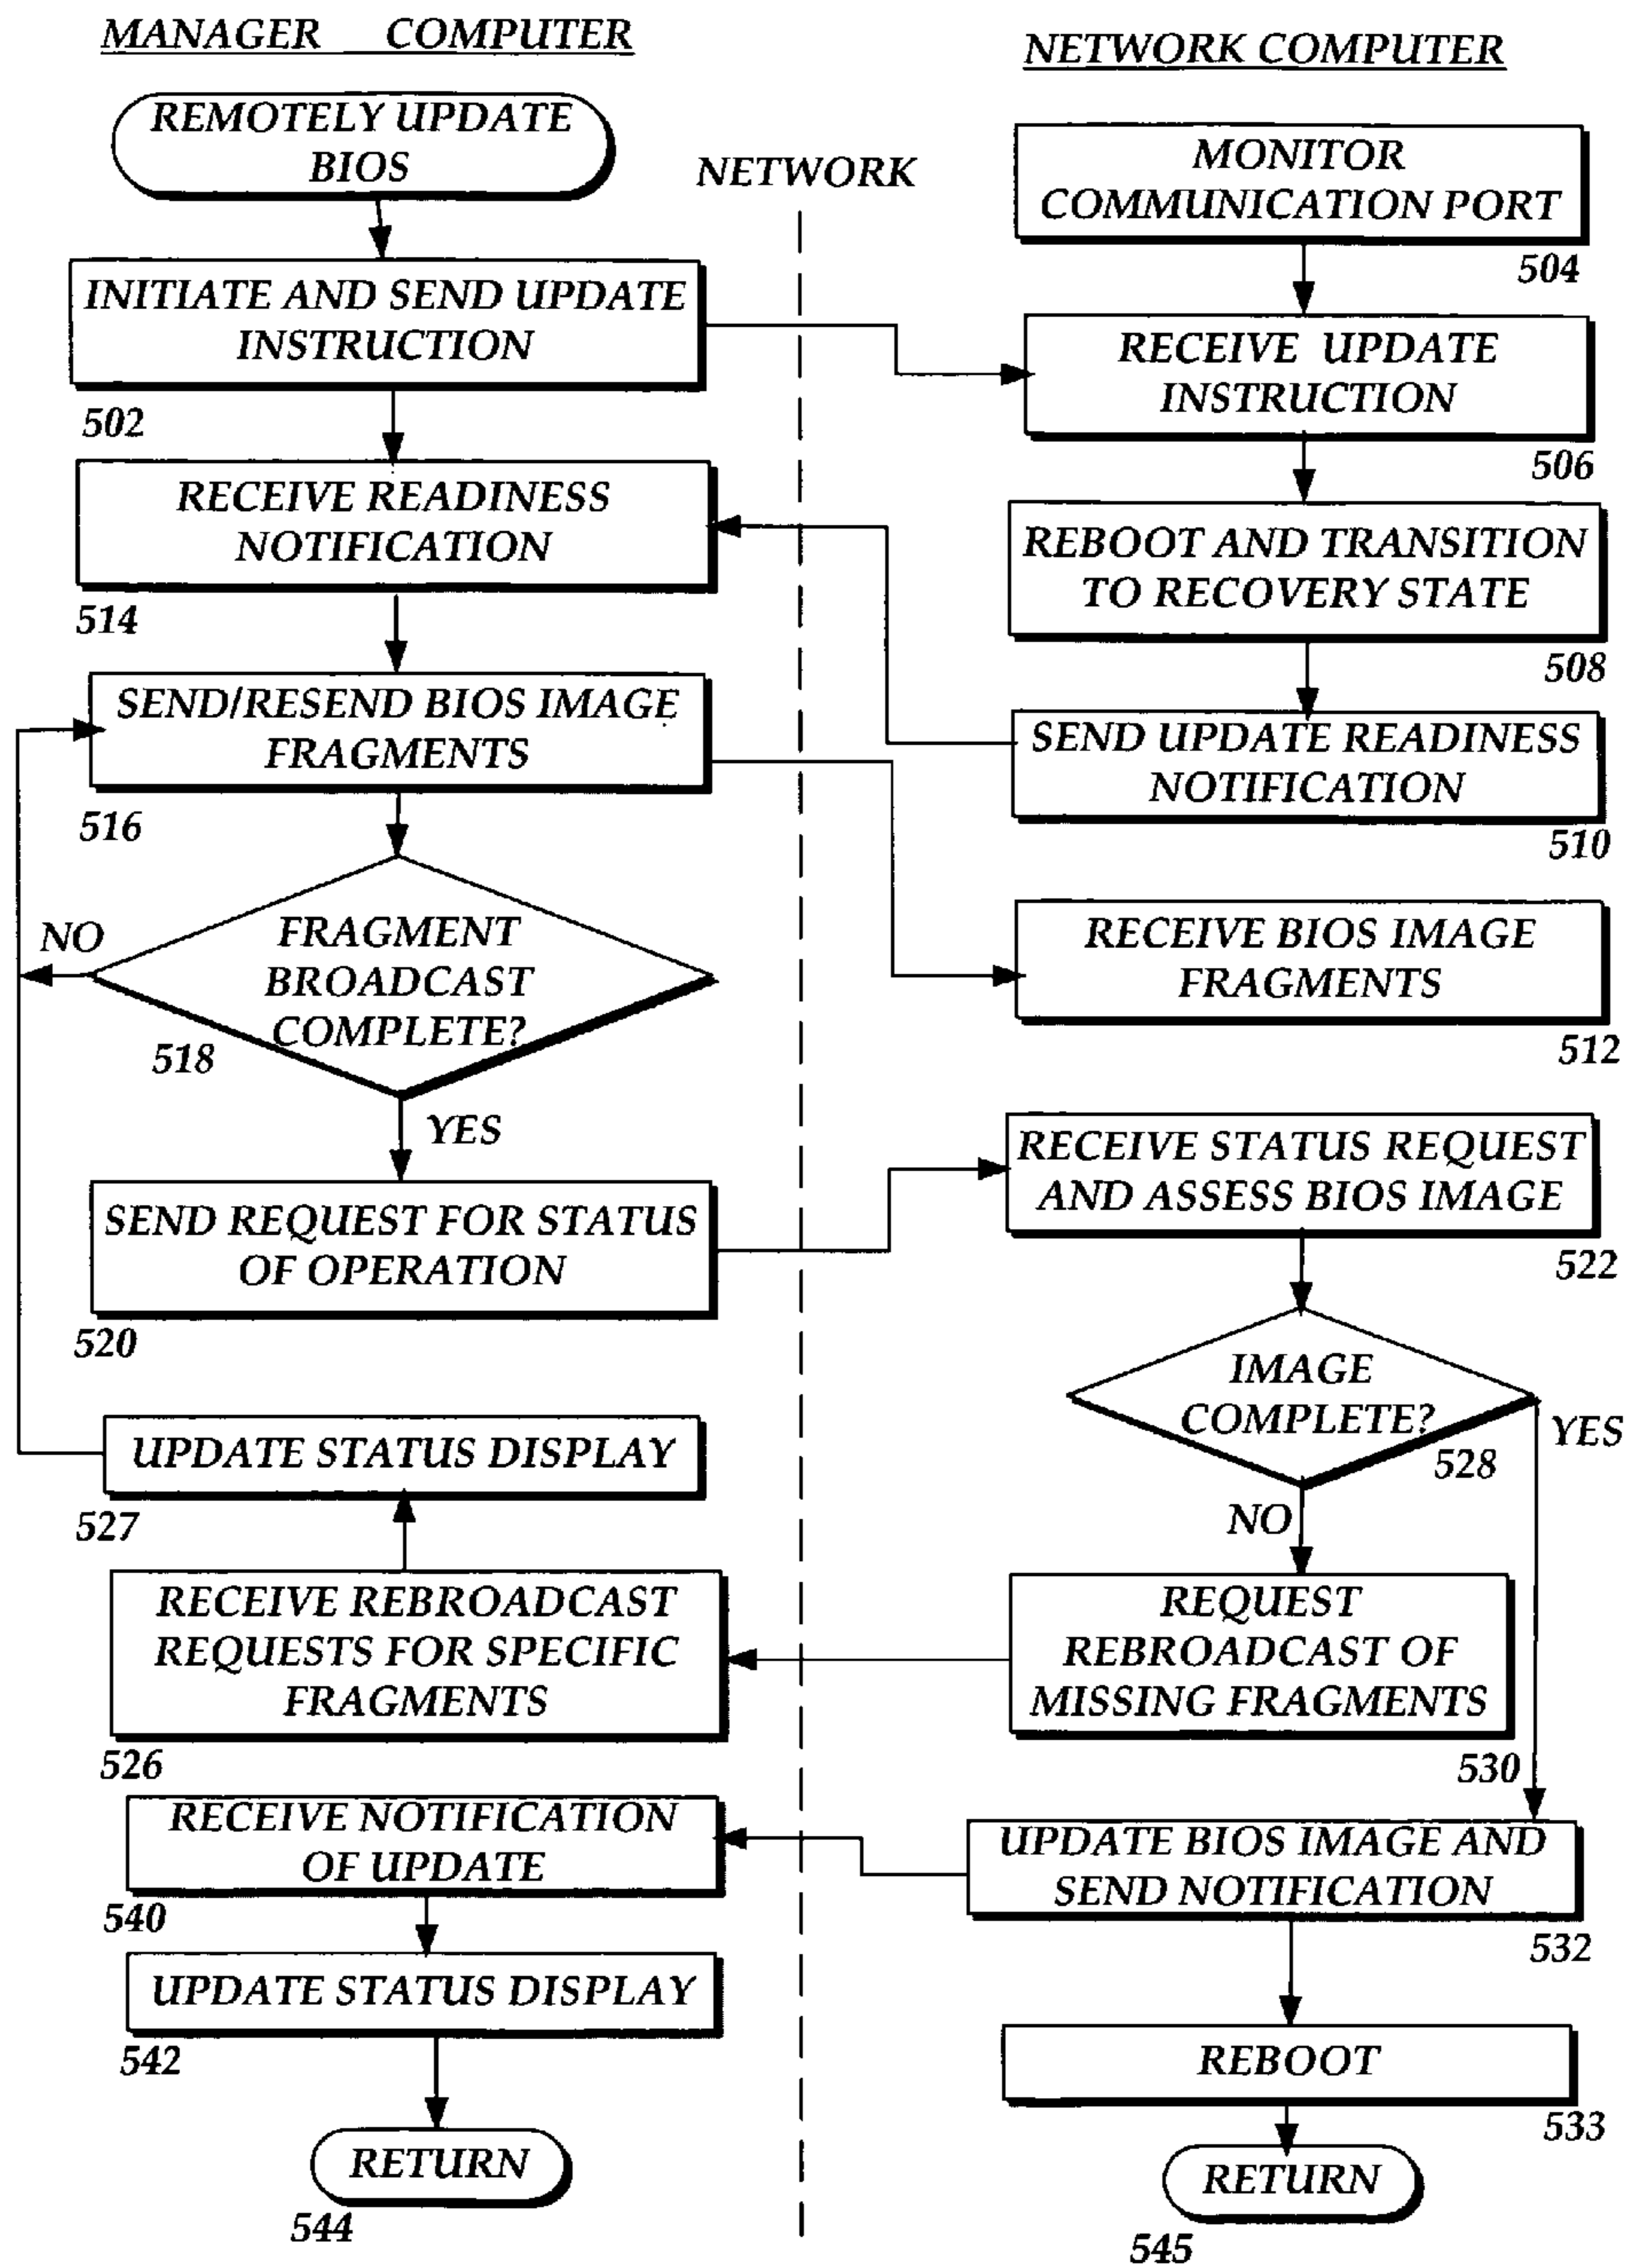 MANAGER COMPUTER
REMOTELY UPDATE
BIOS
INITIATE AND SEND UPDATE
INSTRUCTION
502
RECEIVE READINESS
NOTIFICATION
514
SEND/RESEND BIOS IMAGE
FRAGMENTS
516
NO
FRAGMENT
BROADCAST
COMPLETE?
518
YES
SEND REQUEST FOR STATUS
OF OPERATION
520
UPDATE STATUS DISPLAY
527
RECEIVE REBROADCAST
REQUESTS FOR SPECIFIC
FRAGMENTS
526
RECEIVE NOTIFICATION
OF UPDATE
540
UPDATE STATUS DISPLAY
542
RETURN
544
NETWORK
NETWORK COMPUTER
MONITOR
COMMUNICATION PORT
504
RECEIVE UPDATE
INSTRUCTION
506
REBOOT AND TRANSITION
TO RECOVERY STATE
508
SEND UPDATE READINESS
NOTIFICATION
510
RECEIVE BIOS IMAGE
FRAGMENTS
512
RECEIVE STATUS REQUEST
AND ASSESS BIOS IMAGE
522
IMAGE
COMPLETE?
528
YES
NO
REQUEST
REBROADCAST OF
MISSING FRAGMENTS
530
UPDATE BIOS IMAGE AND
SEND NOTIFICATION
532
REBOOT
533
RETURN
545